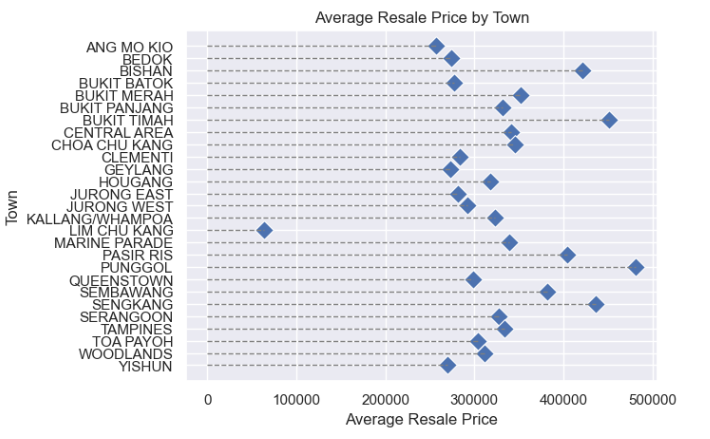 Average Resale Price by Town
Town
ANG MO KIO
BEDOK
BISHAN
BUKIT BATOK
BUKIT MERAH
BUKIT PANJANG
BUKIT TIMAH
CENTRAL AREA
CHOA CHU KANG
CLEMENTI
GEYLANG
HOUGANG
JURONG EAST
JURONG WEST
KALLANG/WHAMPOA
LIM CHU KANG
MARINE PARADE
PASIR RIS
PUNGGOL
QUEENSTOWN
SEMBAWANG
SENGKANG
SERANGOON
TAMPINES
TOA PAYOH
WOODLANDS
YISHUN
0 100000 200000 300000 400000 500000
Average Resale Price